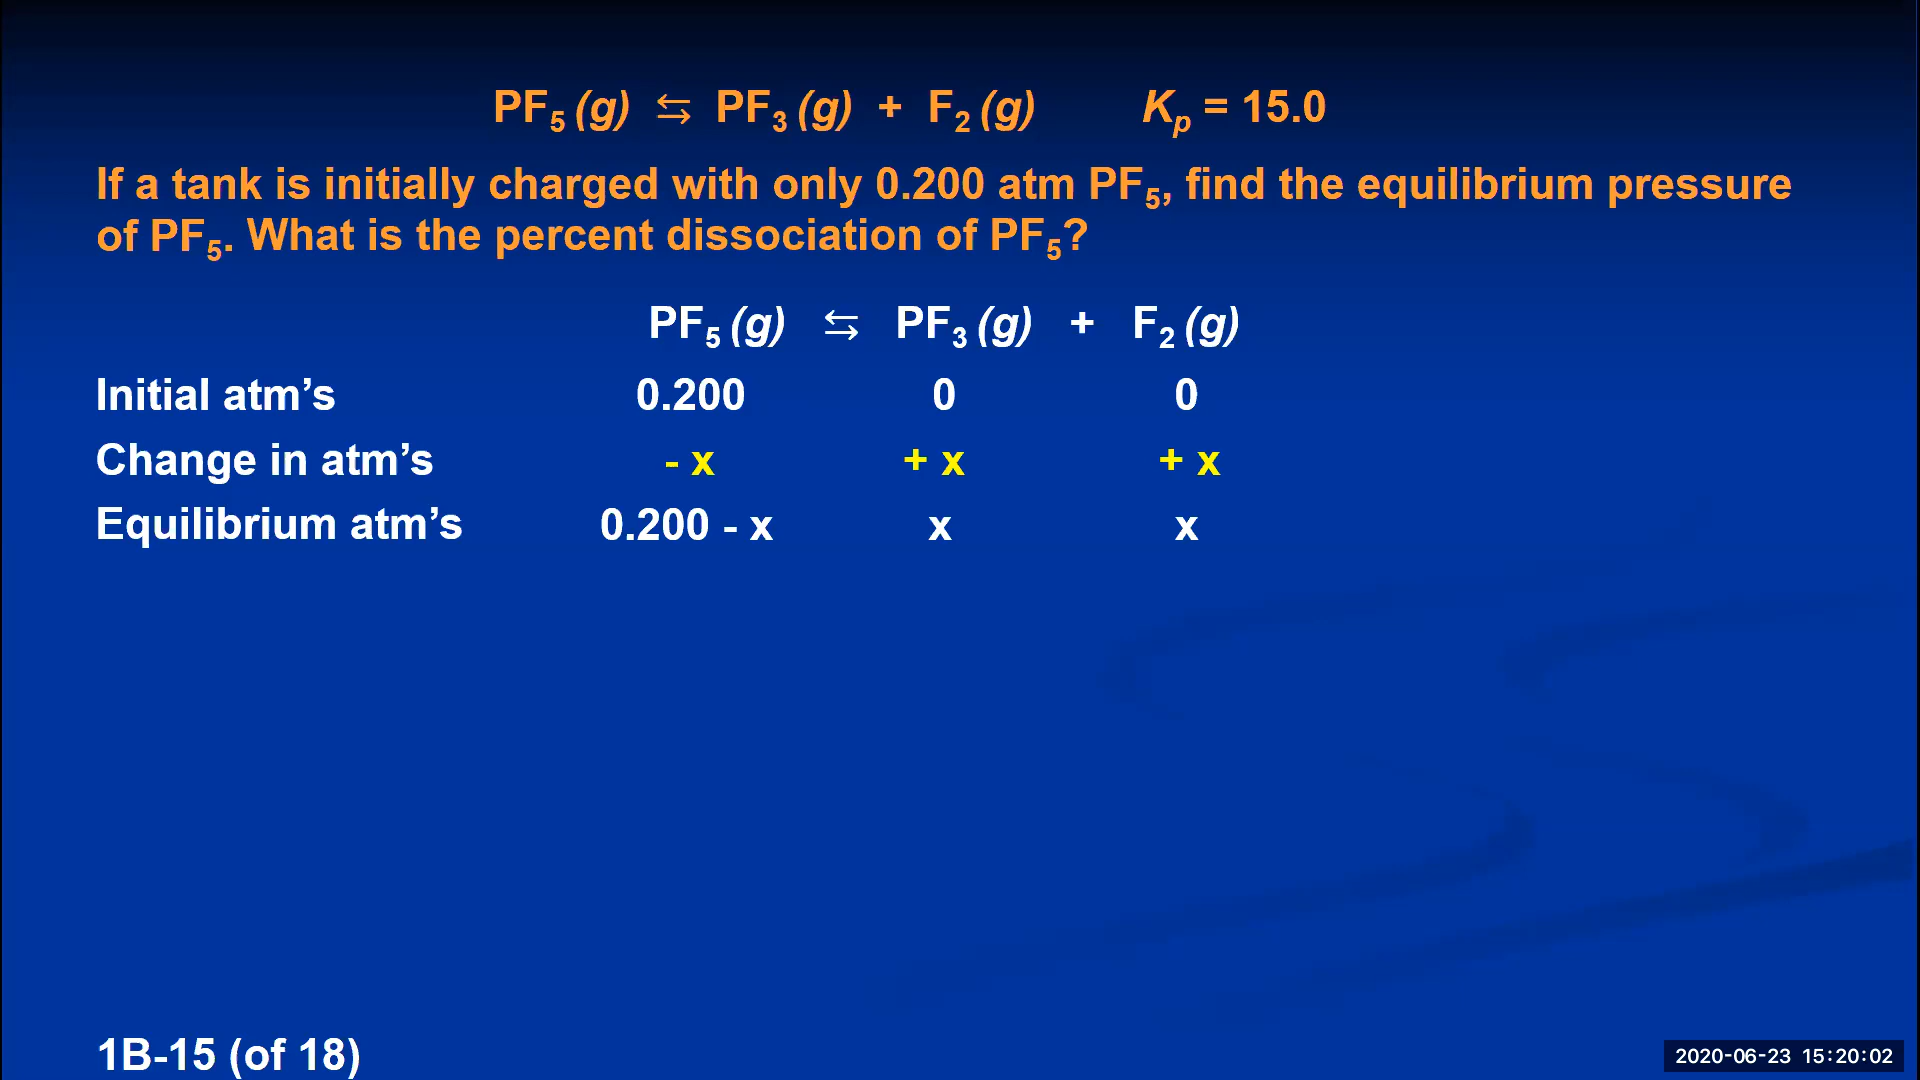 PF₅ (g) ⇆ PF₃ (g) + F₂ (g) Kₚ = 15.0
If a tank is initially charged with only 0.200 atm PF₅, find the equilibrium pressure
of PF₅. What is the percent dissociation of PF₅?
PF₅ (g) ⇆ PF₃ (g) + F₂ (g)
Initial atm’s 0.200 0 0
Change in atm’s - x + x + x
Equilibrium atm’s 0.200 - x x x
1B-15 (of 18)
2020-06-23 15:20:02